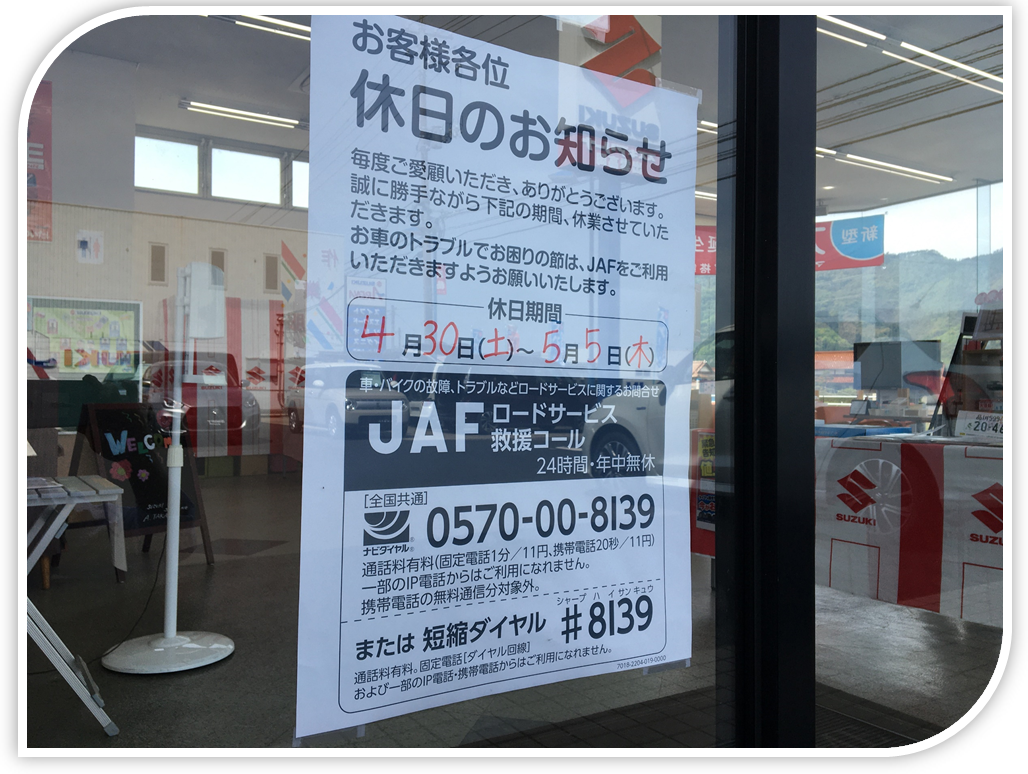 お客様各位
休日のお知らせ
毎度ご愛顧いただき、ありがとうございます。
誠に勝手ながら下記の期間、休業させていた
だきます。
お車のトラブルでお困りの節は、JAFをご利用
いただきますようお願いいたします。
休日期間
4月30日(土)~5月5日(木)
車・バイクの故障、トラブルなどロードサービスに関するお問合せ
JAF ロードサービス
救援コール
24時間・年中無休
[全国共通]
ナビダイヤル® 0570-00-8139
通話料有料(固定電話1分/11円、携帯電話20秒/11円)
一部のIP電話からはご利用になれません。
携帯電話の無料通信分対象外。
シャープ ハイ サンキュウ
または 短縮ダイヤル #8139
通話料有料。固定電話[ダイヤル回線]
および一部のIP電話・携帯電話からはご利用になれません。
7018-2204-019-0000
SUZUKI
新型
WELCOME
SUZUKI
20-46